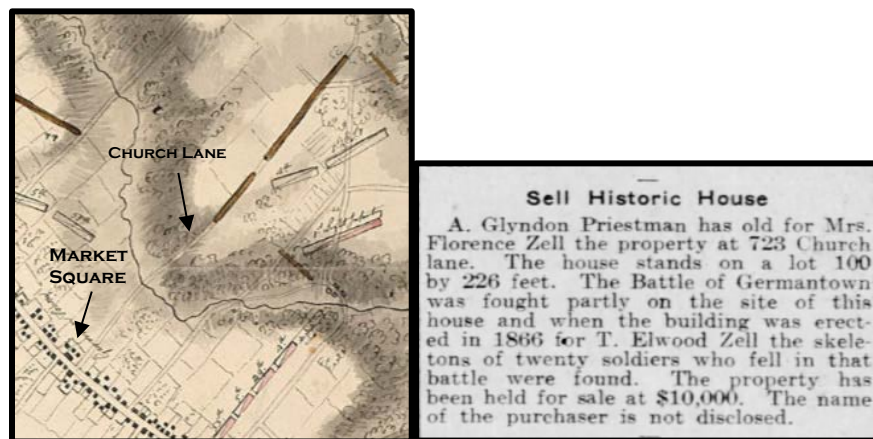 CHURCH LANE
MARKET
SQUARE
Sell Historic House
A. Glyndon Priestman has old for Mrs.
Florence Zell the property at 723 Church
lane. The house stands on a lot 100
by 226 feet. The Battle of Germantown
was fought partly on the site of this
house and when the building was erect-
ed in 1866 for T. Elwood Zell the skele-
tons of twenty soldiers who fell in that
battle were found. The property has
been held for sale at $10,000. The name
of the purchaser is not disclosed.